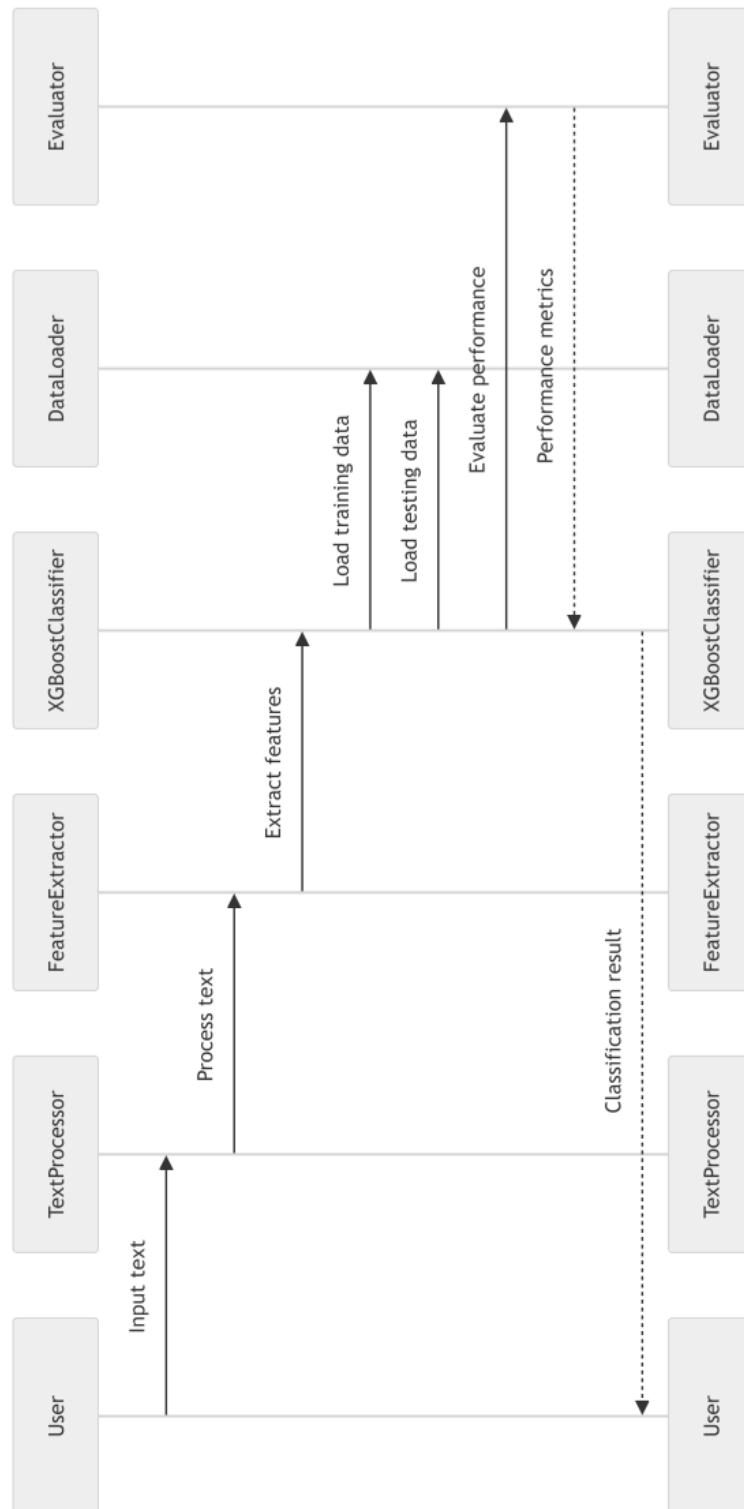 User
TextProcessor
FeatureExtractor
XGBoostClassifier
DataLoader
Evaluator
Input text
Process text
Extract features
Load training data
Load testing data
Evaluate performance
Performance metrics
Classification result
User
TextProcessor
FeatureExtractor
XGBoostClassifier
DataLoader
Evaluator